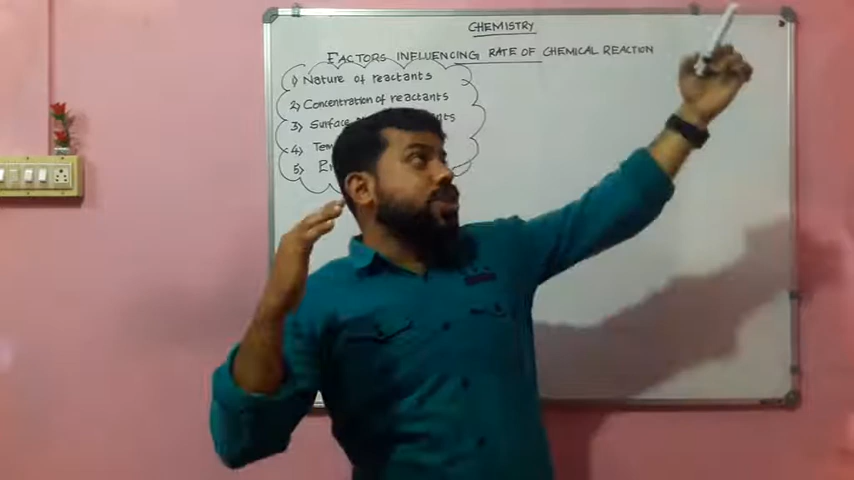 CHEMISTRY
FACTORS INFLUENCING RATE OF CHEMICAL REACTION
1) NATURE OF REACTANTS
2) CONCENTRATION OF REACTANTS
3) SURFACE
4)
5)